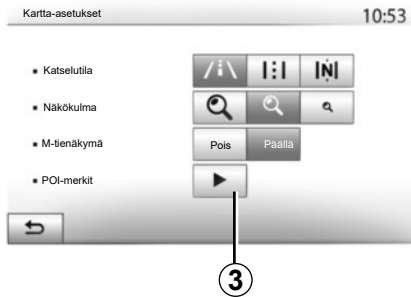 Kartta-asetukset 10:53
▪ Katselutila N
▪ Näkökulma
▪ M-tienäkymä Pois Päällä
▪ POI-merkit
3